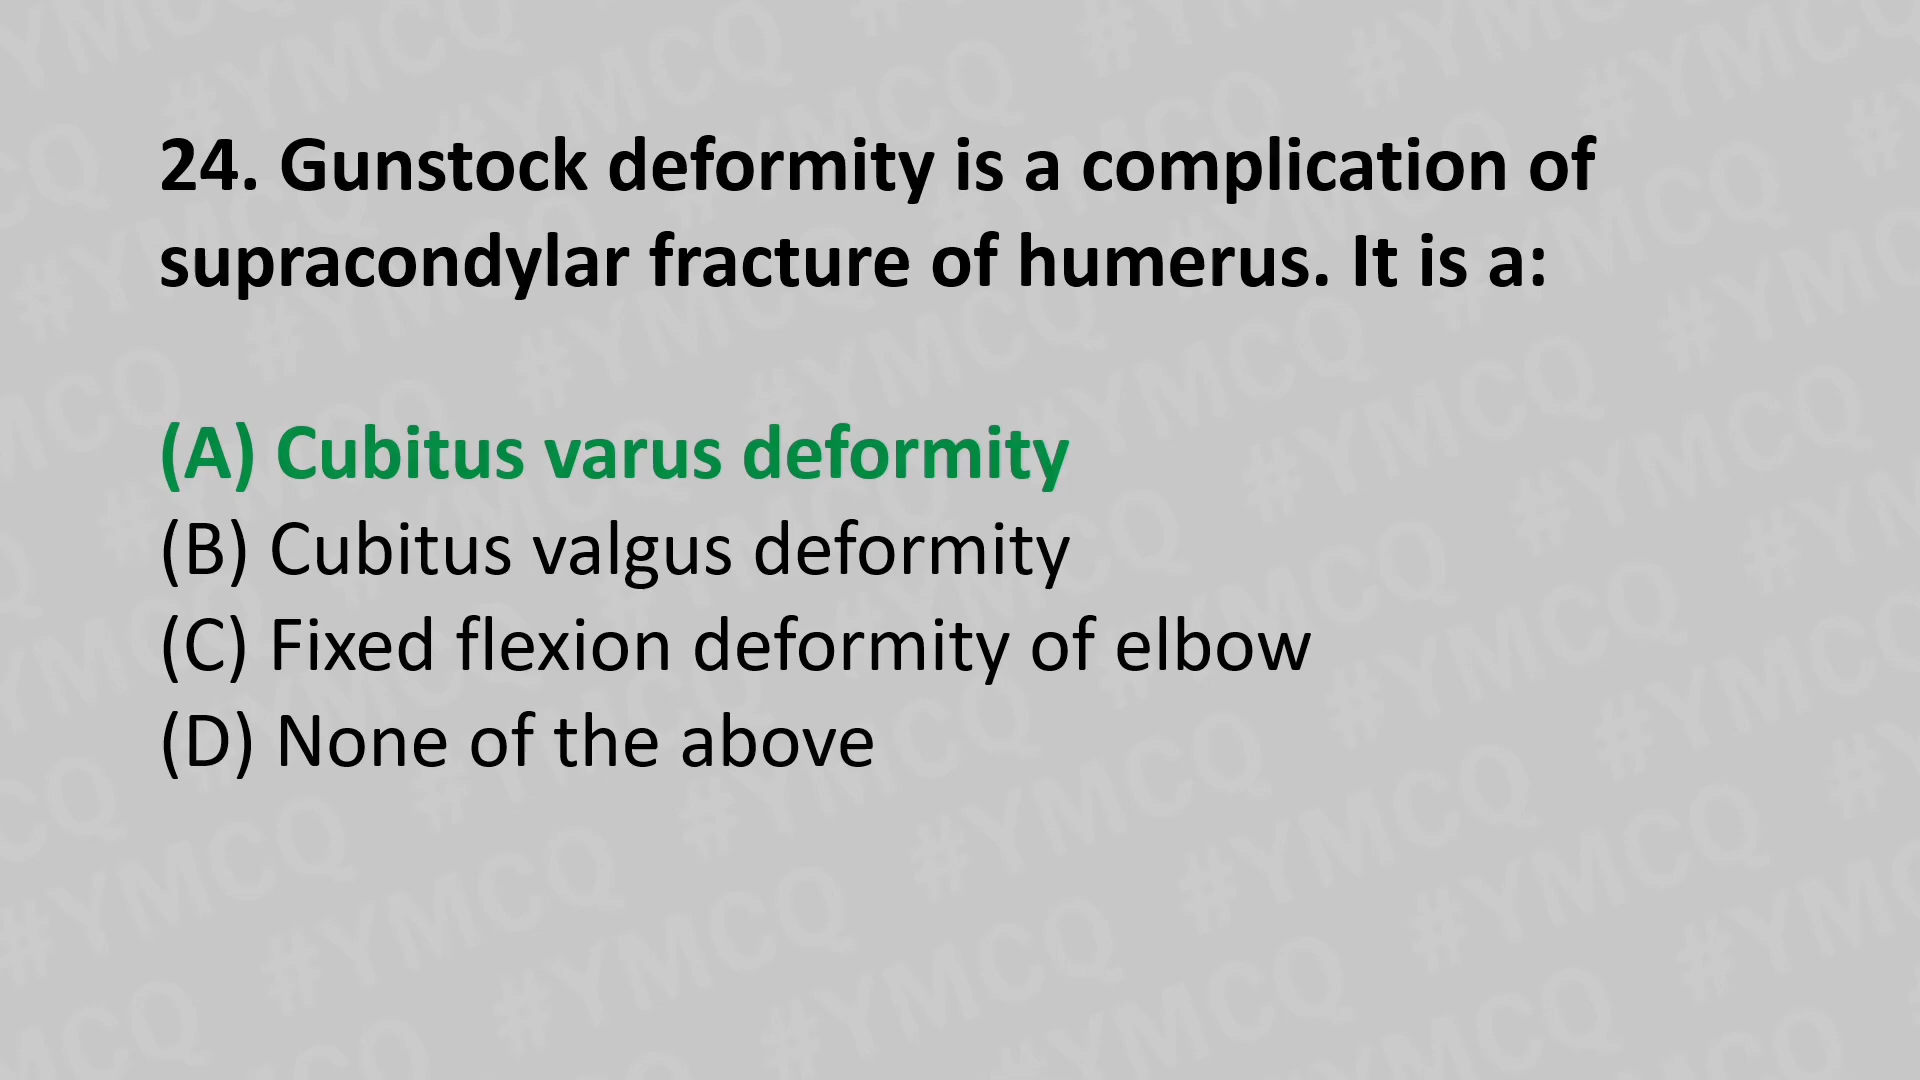 24. Gunstock deformity is a complication of
supracondylar fracture of humerus. It is a:
(A) Cubitus varus deformity
(B) Cubitus valgus deformity
(C) Fixed flexion deformity of elbow
(D) None of the above
#YMCQ